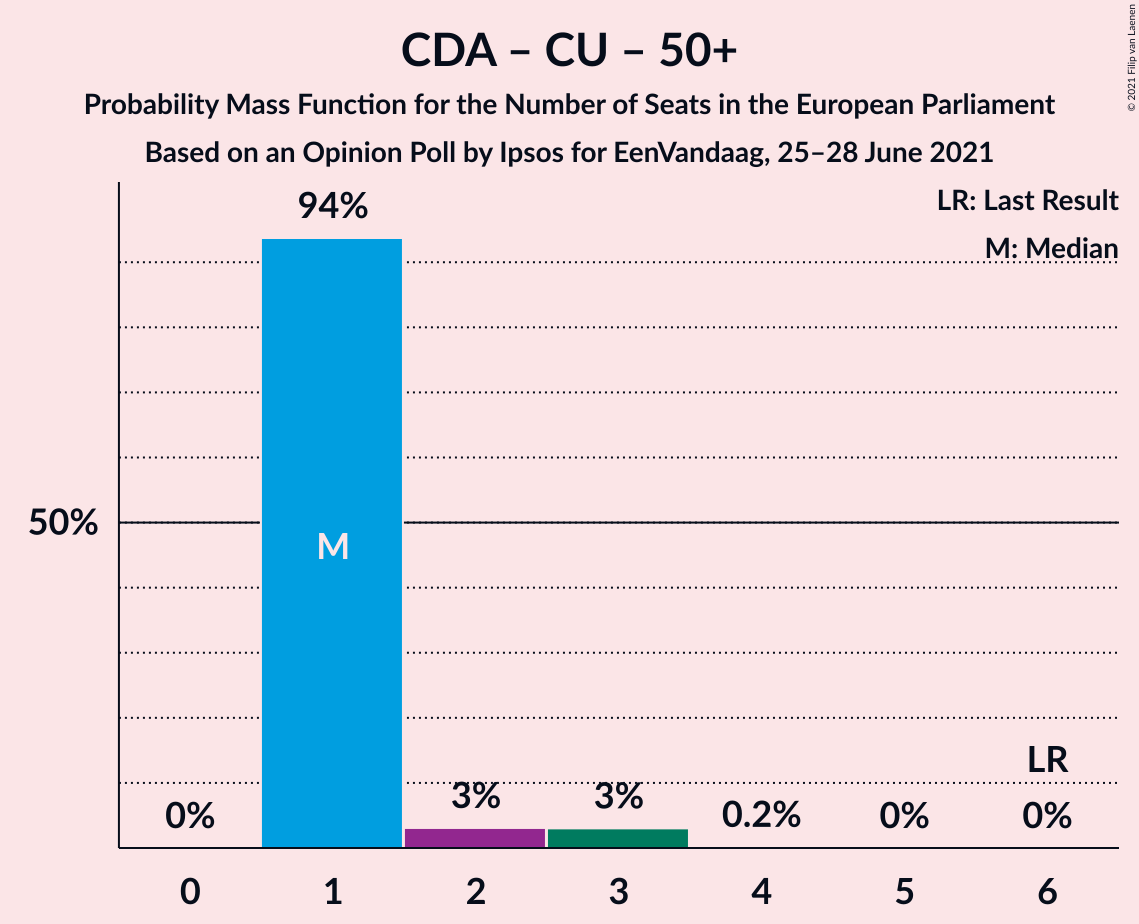 CDA – CU – 50+
Probability Mass Function for the Number of Seats in the European Parliament
Based on an Opinion Poll by Ipsos for EenVandaag, 25–28 June 2021
© 2021 Filip van Laenen
LR: Last Result
M: Median
94%
50%
M
LR
0%
3%
3%
0.2%
0%
0%
0
1
2
3
4
5
6